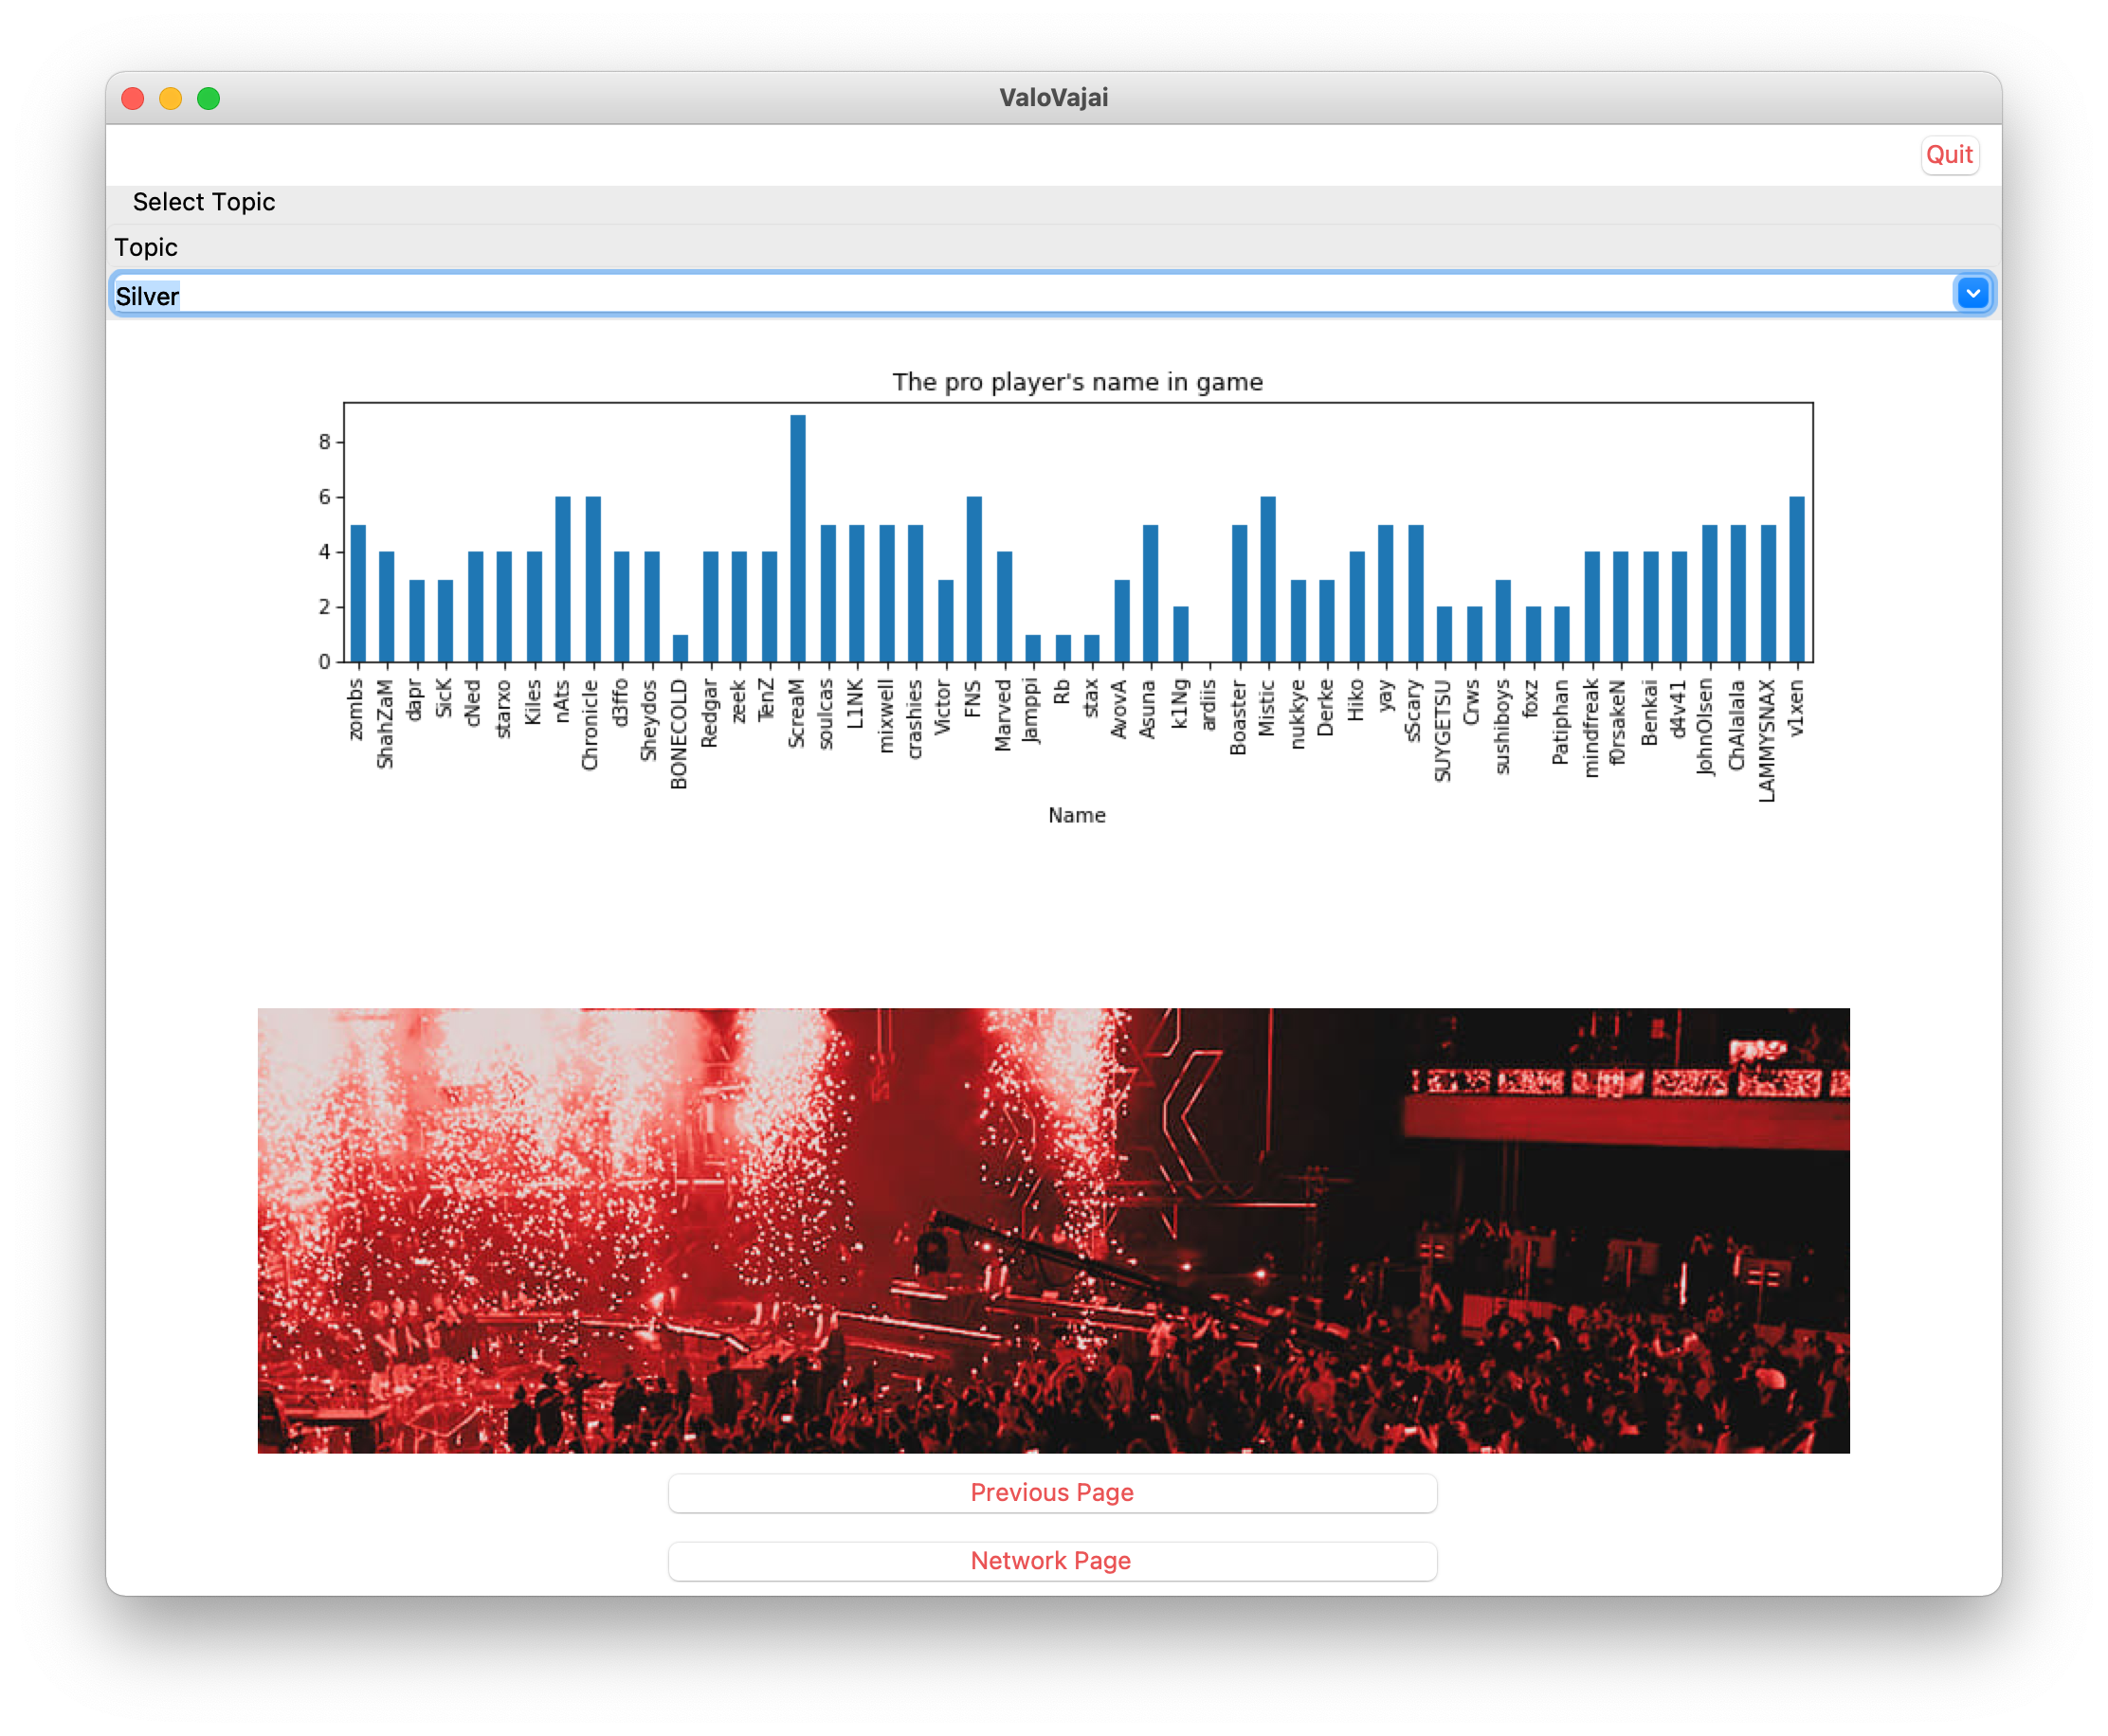 ValoVajai
Quit
Select Topic
Topic
Silver
The pro player's name in game
8
6
4
2
0
zombs
ShahZaM
dapr
SicK
cNed
starxo
Kiles
nAts
Chronicle
d3ffo
Sheydos
BONECOLD
Redgar
zeek
TenZ
ScreaM
soulcas
L1NK
mixwell
crashies
Victor
FNS
Marved
Jamppi
Rb
stax
AvovA
Asuna
k1Ng
ardiis
Boaster
Mistic
nukkye
Derke
Hiko
yay
sScary
SUYGETSU
Crws
sushiboys
foxz
Patiphan
mindfreak
f0rsakeN
Benkai
d4v41
JohnOlsen
ChAlalala
LAMMYSNAX
v1xen
Name
Previous Page
Network Page